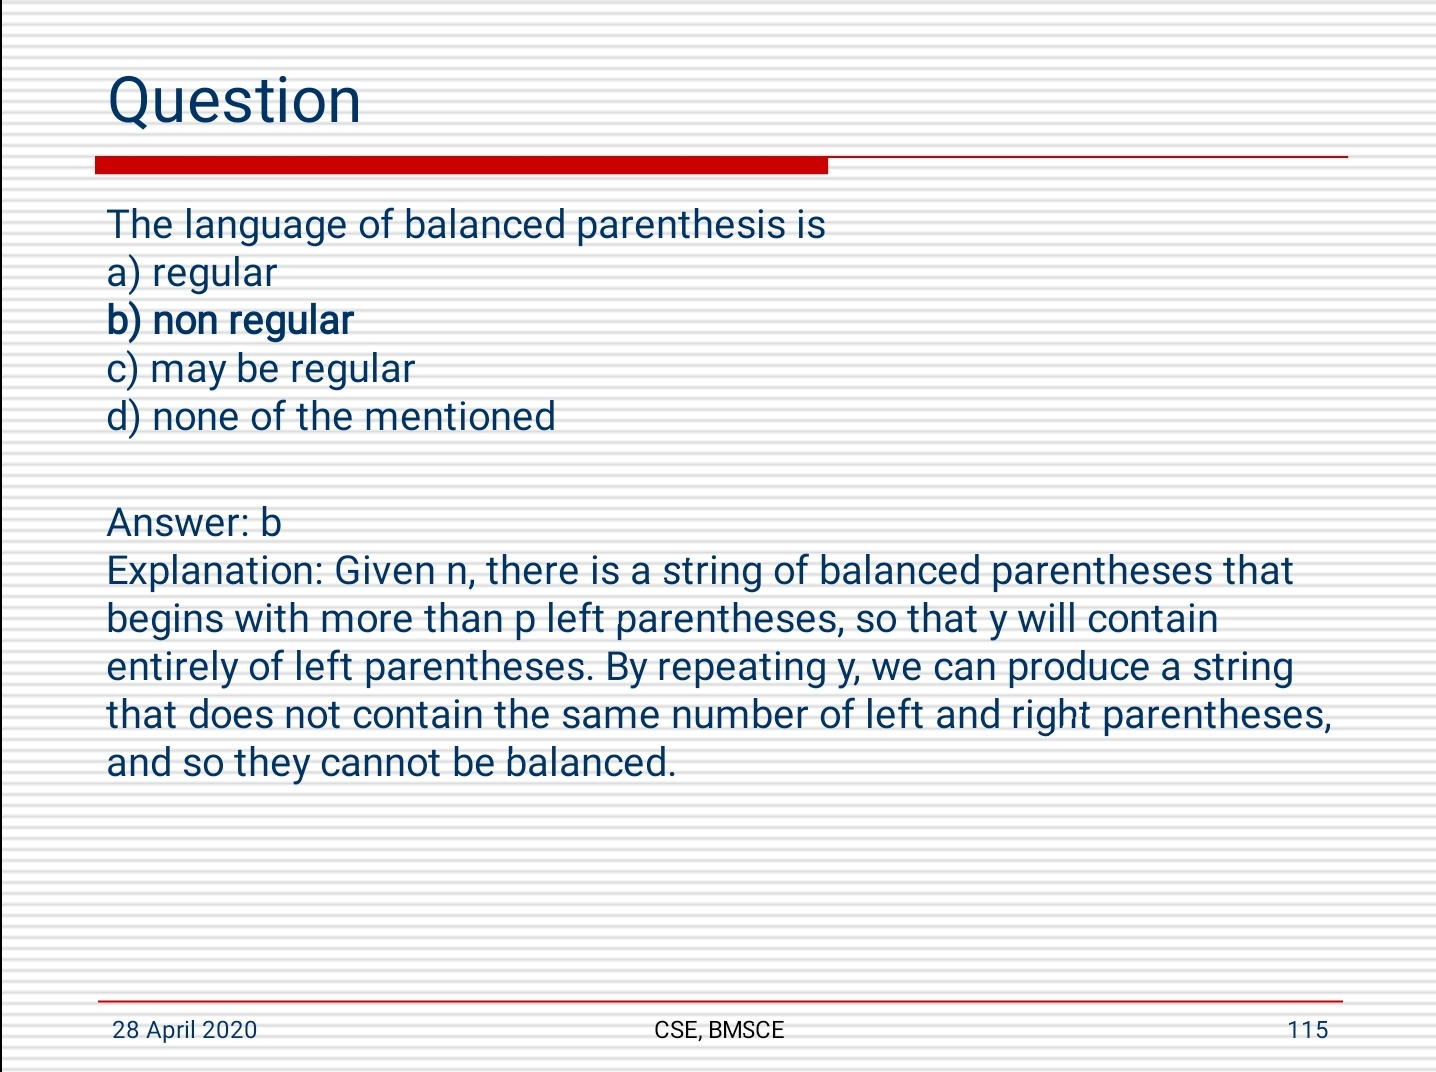 Question
The language of balanced parenthesis is
a) regular
b) non regular
c) may be regular
d) none of the mentioned
Answer: b
Explanation: Given n, there is a string of balanced parentheses that
begins with more than p left parentheses, so that y will contain
entirely of left parentheses. By repeating y, we can produce a string
that does not contain the same number of left and right parentheses,
and so they cannot be balanced.
28 April 2020
CSE, BMSCE
115